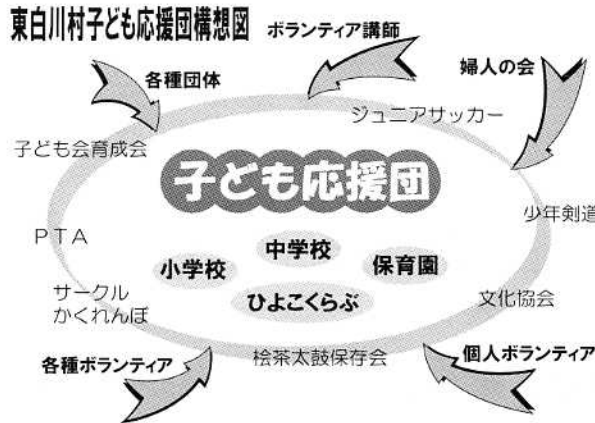 東白川村子ども応援団構想図
ボランティア講師
婦人の会
各種団体
ジュニアサッカー
子ども会育成会
子ども応援団
少年剣道
PTA
中学校
小学校
保育園
サークル
かくれんぼ
ひよこくらぶ
文化協会
各種ボランティア
桧茶太鼓保存会
個人ボランティア